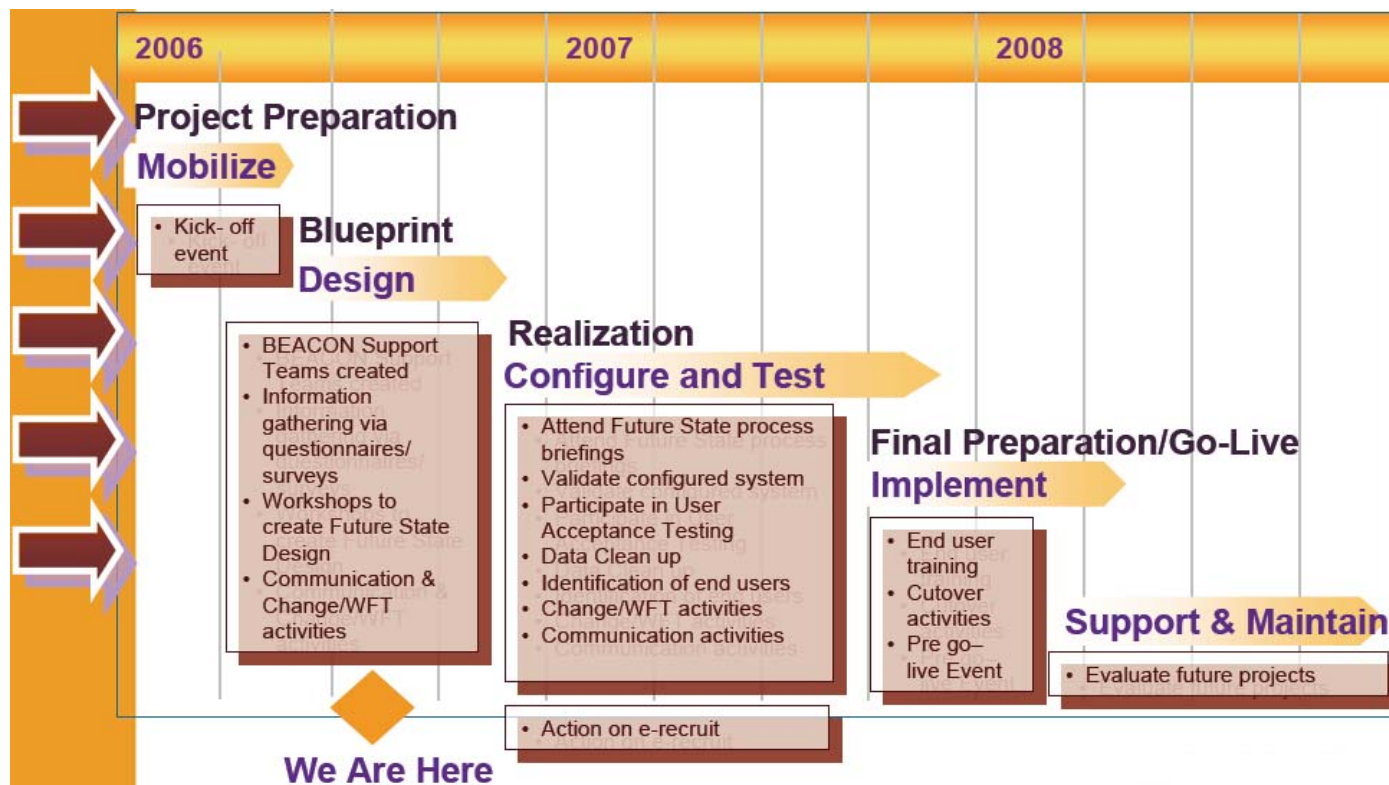 2006 2007 2008
Project Preparation
Mobilize
• Kick- off
event
Blueprint
Design
• BEACON Support
Teams created
• Information
gathering via
questionnaires/
surveys
• Workshops to
create Future State
Design
• Communication &
Change/WFT
activities
Realization
Configure and Test
• Attend Future State process
briefings
• Validate configured system
• Participate in User
Acceptance Testing
• Data Clean up
• Identification of end users
• Change/WFT activities
• Communication activities
• Action on e-recruit
Final Preparation/Go-Live
Implement
• End user
training
• Cutover
activities
• Pre go–
live Event
Support & Maintain
• Evaluate future projects
We Are Here